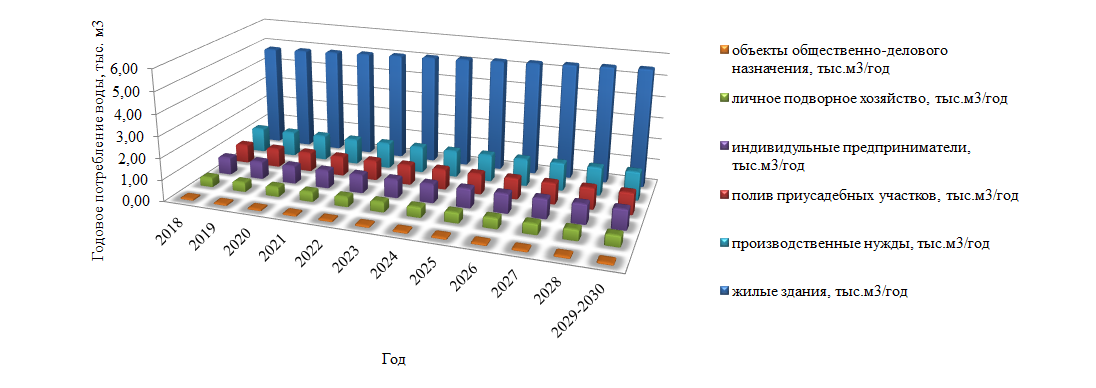 Годовое потребление воды, тыс. м3
6,00
5,00
4,00
3,00
2,00
1,00
0,00
2018
2019
2020
2021
2022
2023
2024
2025
2026
2027
2028
2029-2030
Год
объекты общественно-делового
назначения, тыс.м3/год
личное подворное хозяйство, тыс.м3/год
индивидульные предприниматели,
тыс.м3/год
полив приусадебных участков, тыс.м3/год
производственные нужды, тыс.м3/год
жилые здания, тыс.м3/год